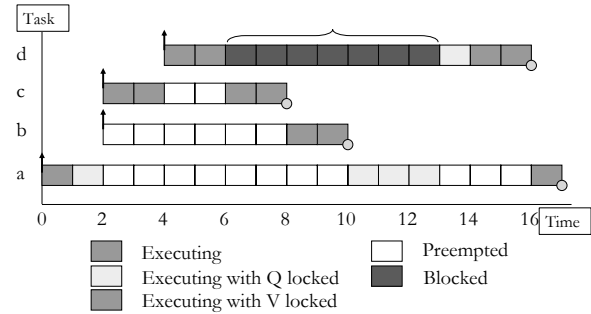 Task
d
c
b
a
0 2 4 6 8 10 12 14 16
Time
Executing
Preempted
Executing with Q locked
Blocked
Executing with V locked